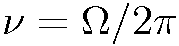 ν = Ω/2π